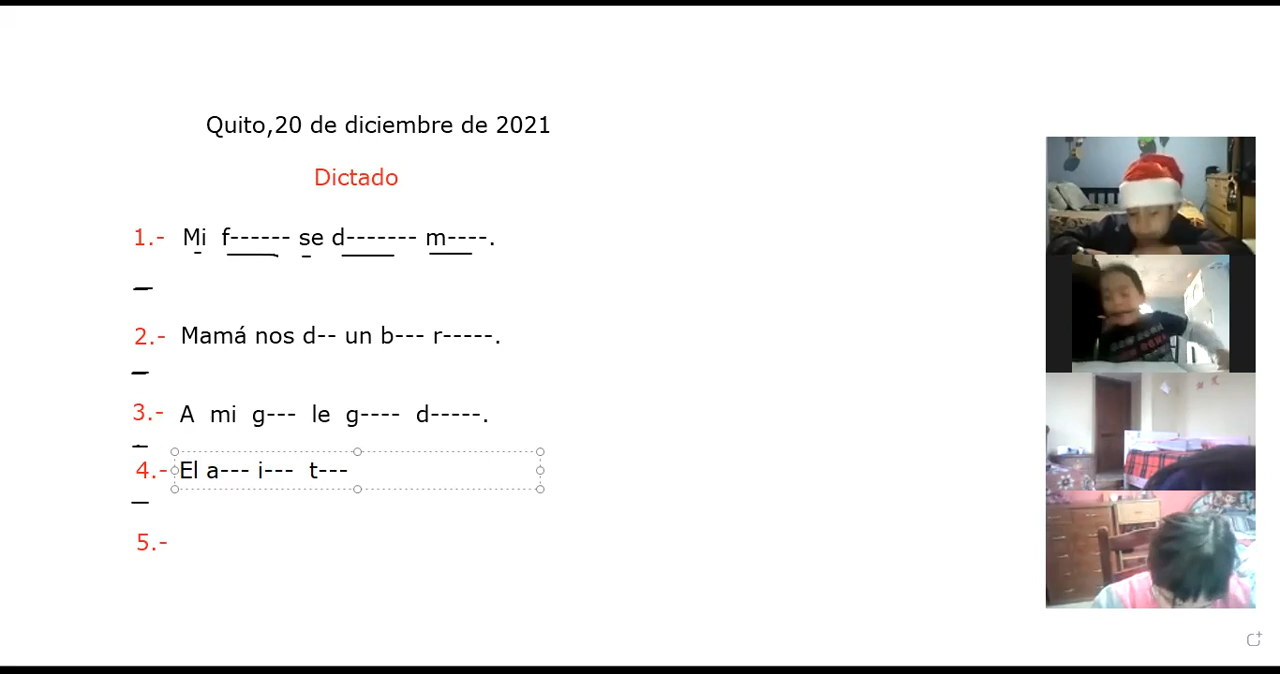 Quito,20 de diciembre de 2021
Dictado
1.- Mi f------ se d------- m----.
2.- Mamá nos d-- un b--- r-----.
3.- A mi g--- le g---- d-----.
4.- El a--- i--- t---
5.-